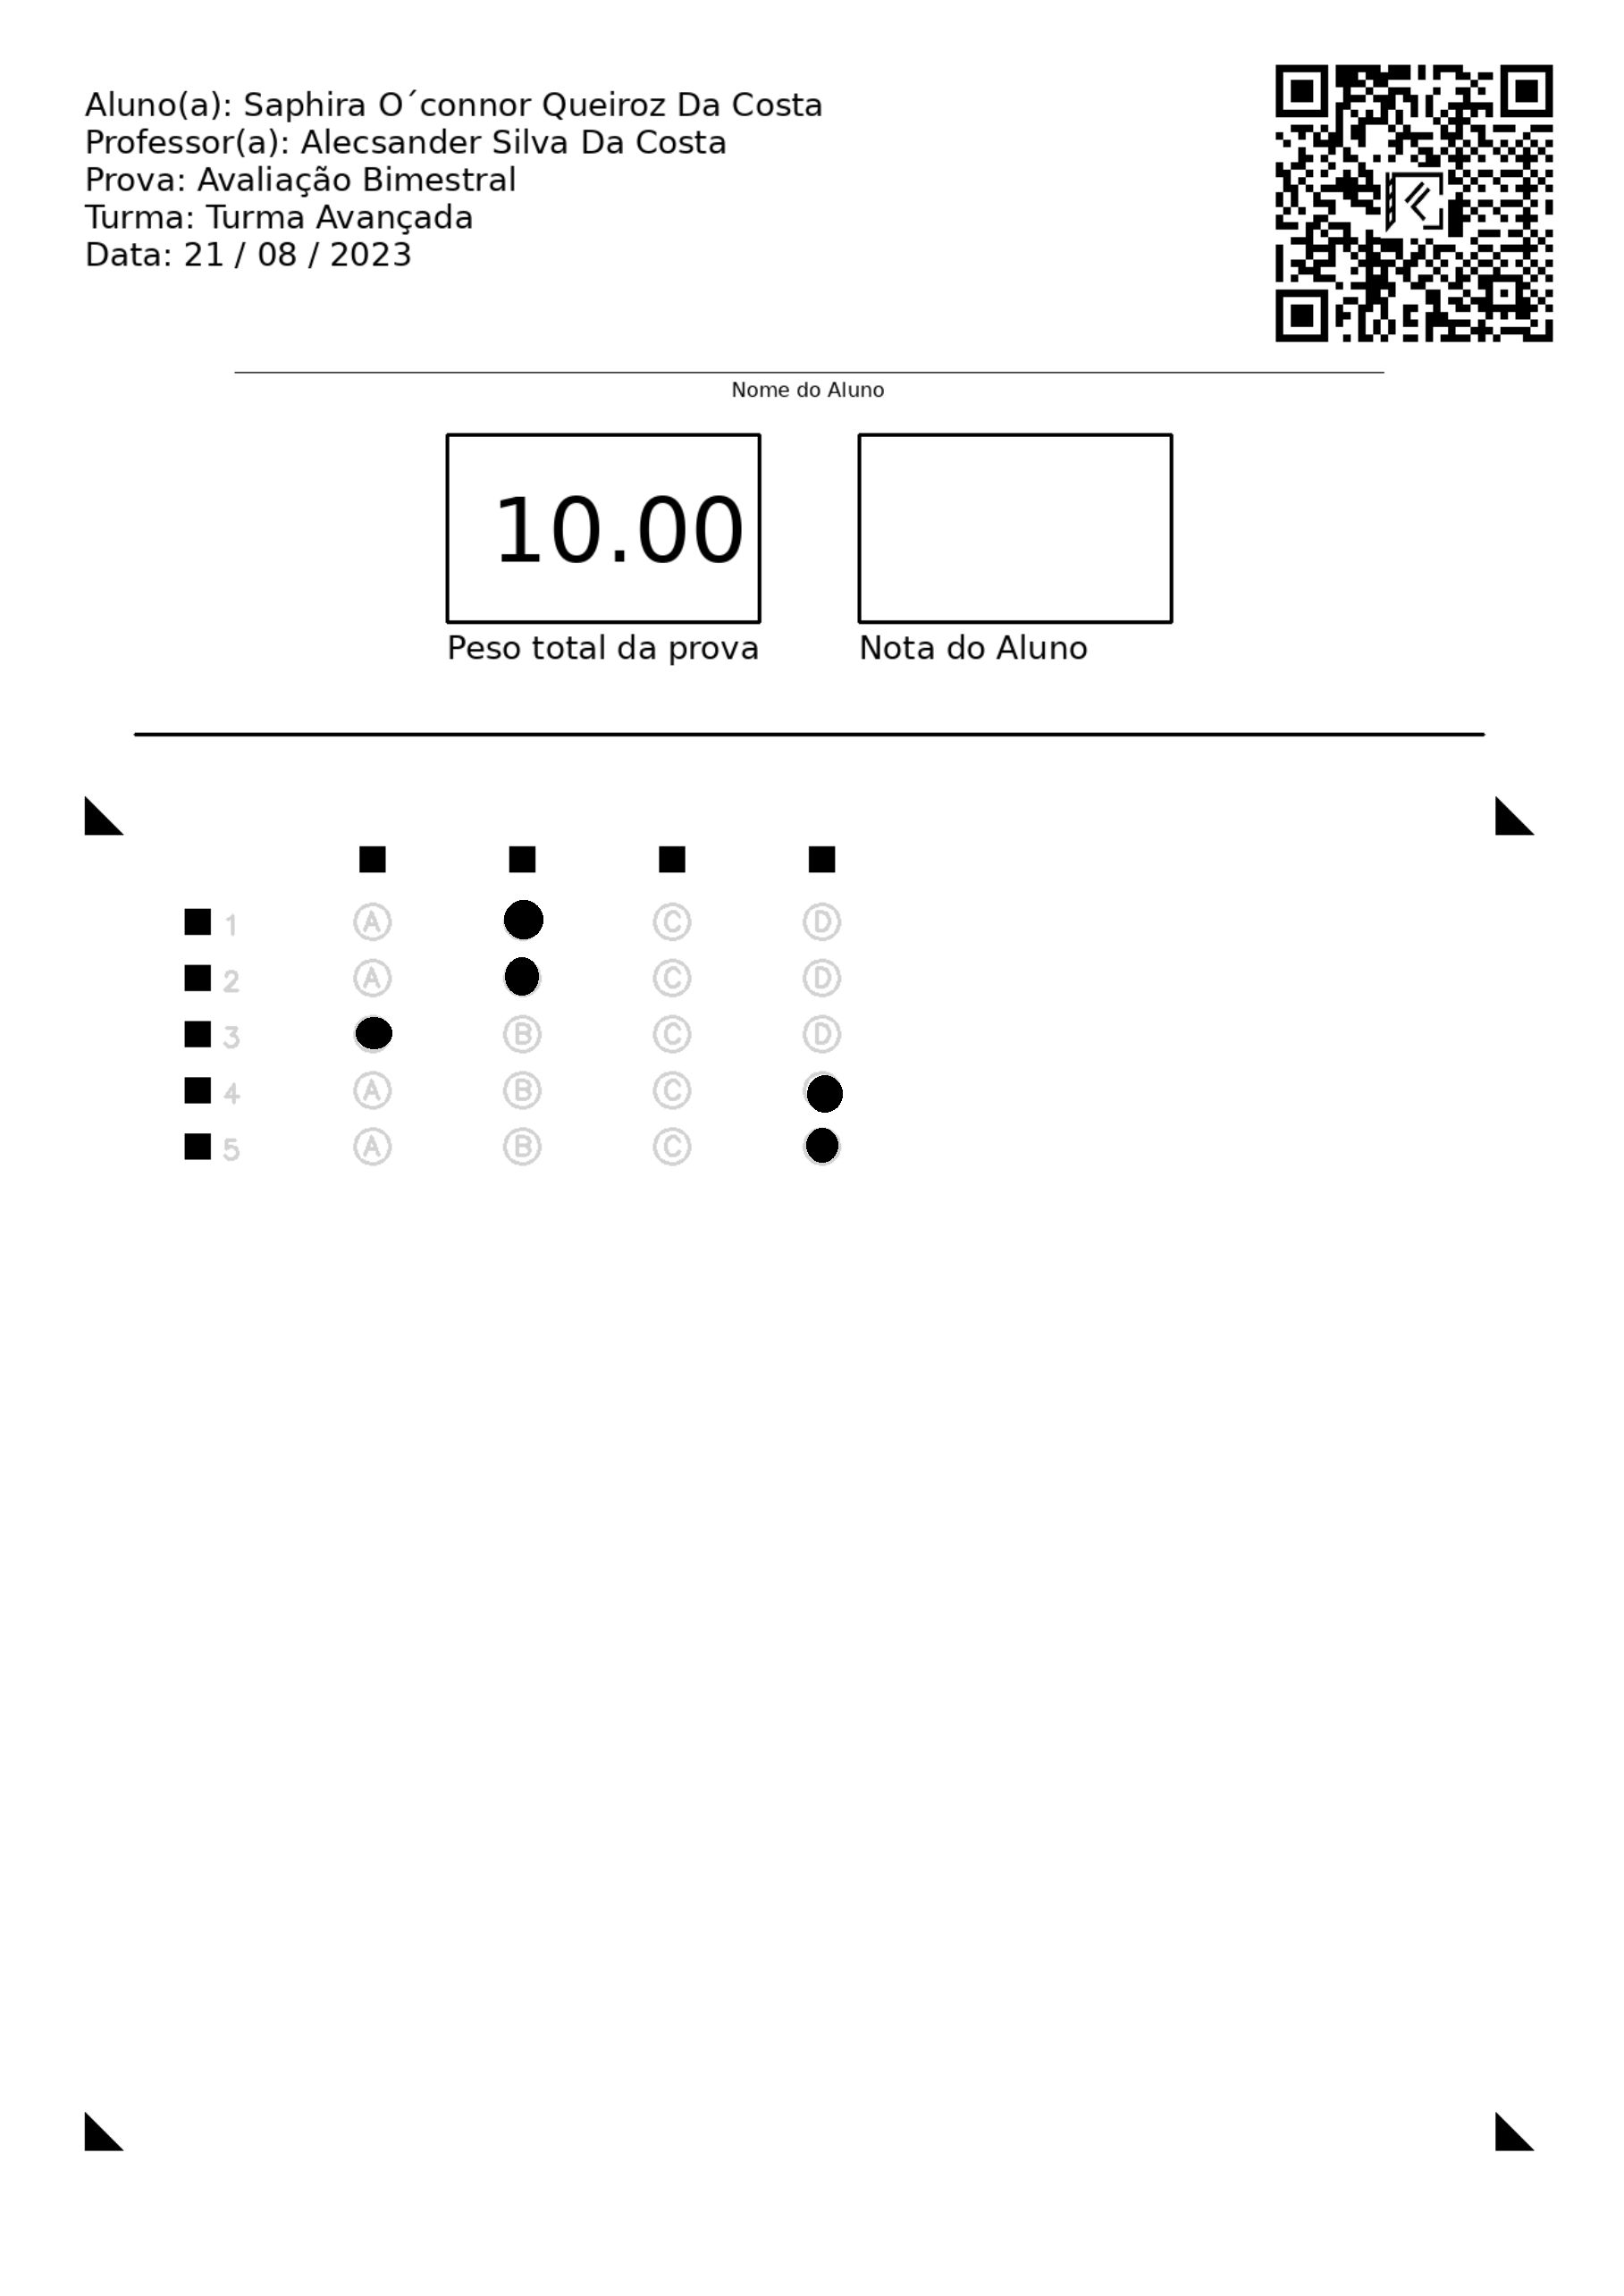 Aluno(a): Saphira O´connor Queiroz Da Costa
Professor(a): Alecsander Silva Da Costa
Prova: Avaliação Bimestral
Turma: Turma Avançada
Data: 21 / 08 / 2023
Nome do Aluno
10.00
Peso total da prova
Nota do Aluno
1 A C D
2 A C D
3 B C D
4 A B C
5 A B C